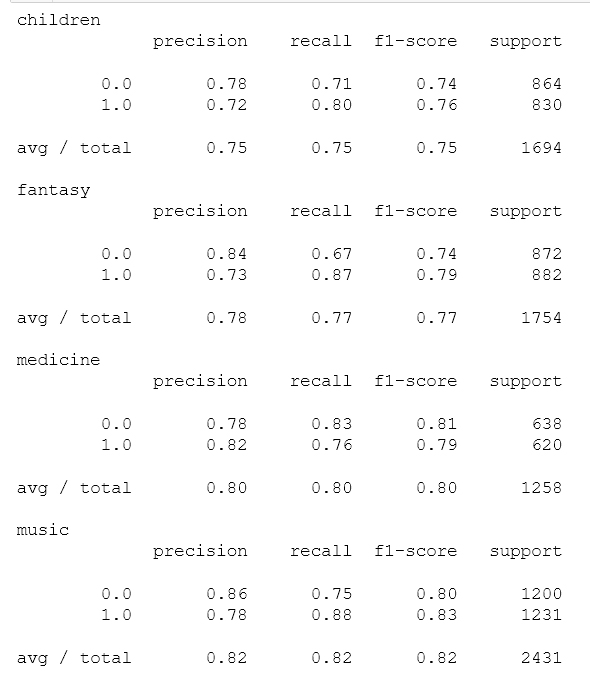 children
precision recall f1-score support
0.0 0.78 0.71 0.74 864
1.0 0.72 0.80 0.76 830
avg / total 0.75 0.75 0.75 1694
fantasy
precision recall f1-score support
0.0 0.84 0.67 0.74 872
1.0 0.73 0.87 0.79 882
avg / total 0.78 0.77 0.77 1754
medicine
precision recall f1-score support
0.0 0.78 0.83 0.81 638
1.0 0.82 0.76 0.79 620
avg / total 0.80 0.80 0.80 1258
music
precision recall f1-score support
0.0 0.86 0.75 0.80 1200
1.0 0.78 0.88 0.83 1231
avg / total 0.82 0.82 0.82 2431